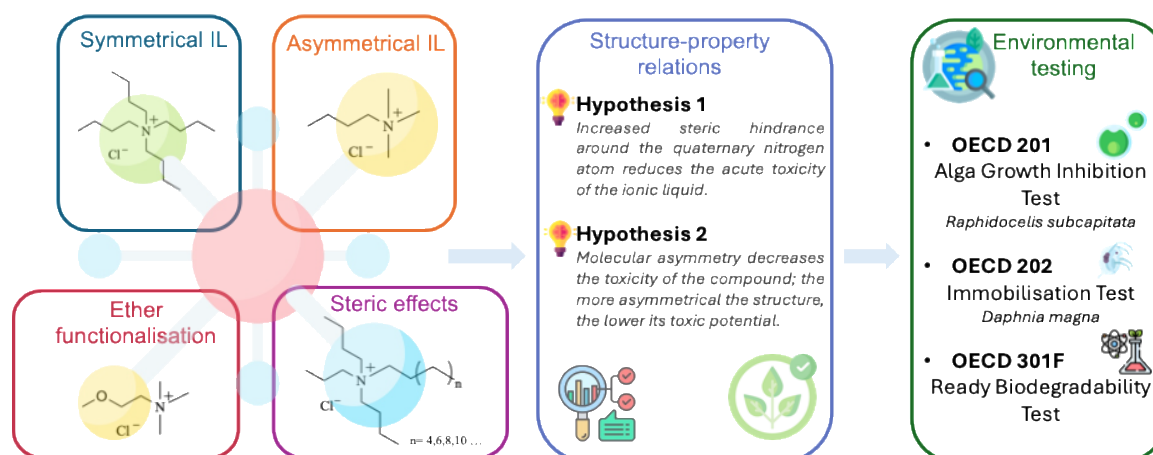 Symmetrical IL
N
+
Cl⁻
Asymmetrical IL
N
+
Cl⁻
Ether
functionalisation
O
N
+
Cl⁻
Steric effects
N
+
n
Cl⁻
n= 4,6,8,10 ...
Structure-property
relations
Hypothesis 1
Increased steric hindrance
around the quaternary nitrogen
atom reduces the acute toxicity
of the ionic liquid.
Hypothesis 2
Molecular asymmetry decreases
the toxicity of the compound; the
more asymmetrical the structure,
the lower its toxic potential.
Environmental
testing
• OECD 201
Alga Growth Inhibition
Test
Raphidocelis subcapitata
• OECD 202
Immobilisation Test
Daphnia magna
• OECD 301F
Ready Biodegradability
Test